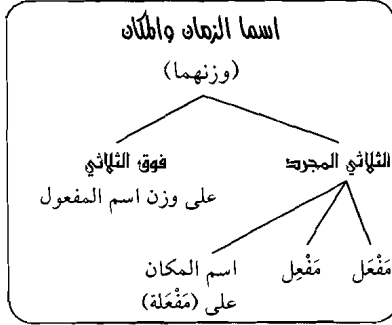 اسما الزمان والمكان
(وزنهما)
الثلاثي المجرد
فوق الثلاثي
على وزن اسم المفعول
مَفْعَل
مَفْعِل
اسم المكان
على (مَفْعَلة)